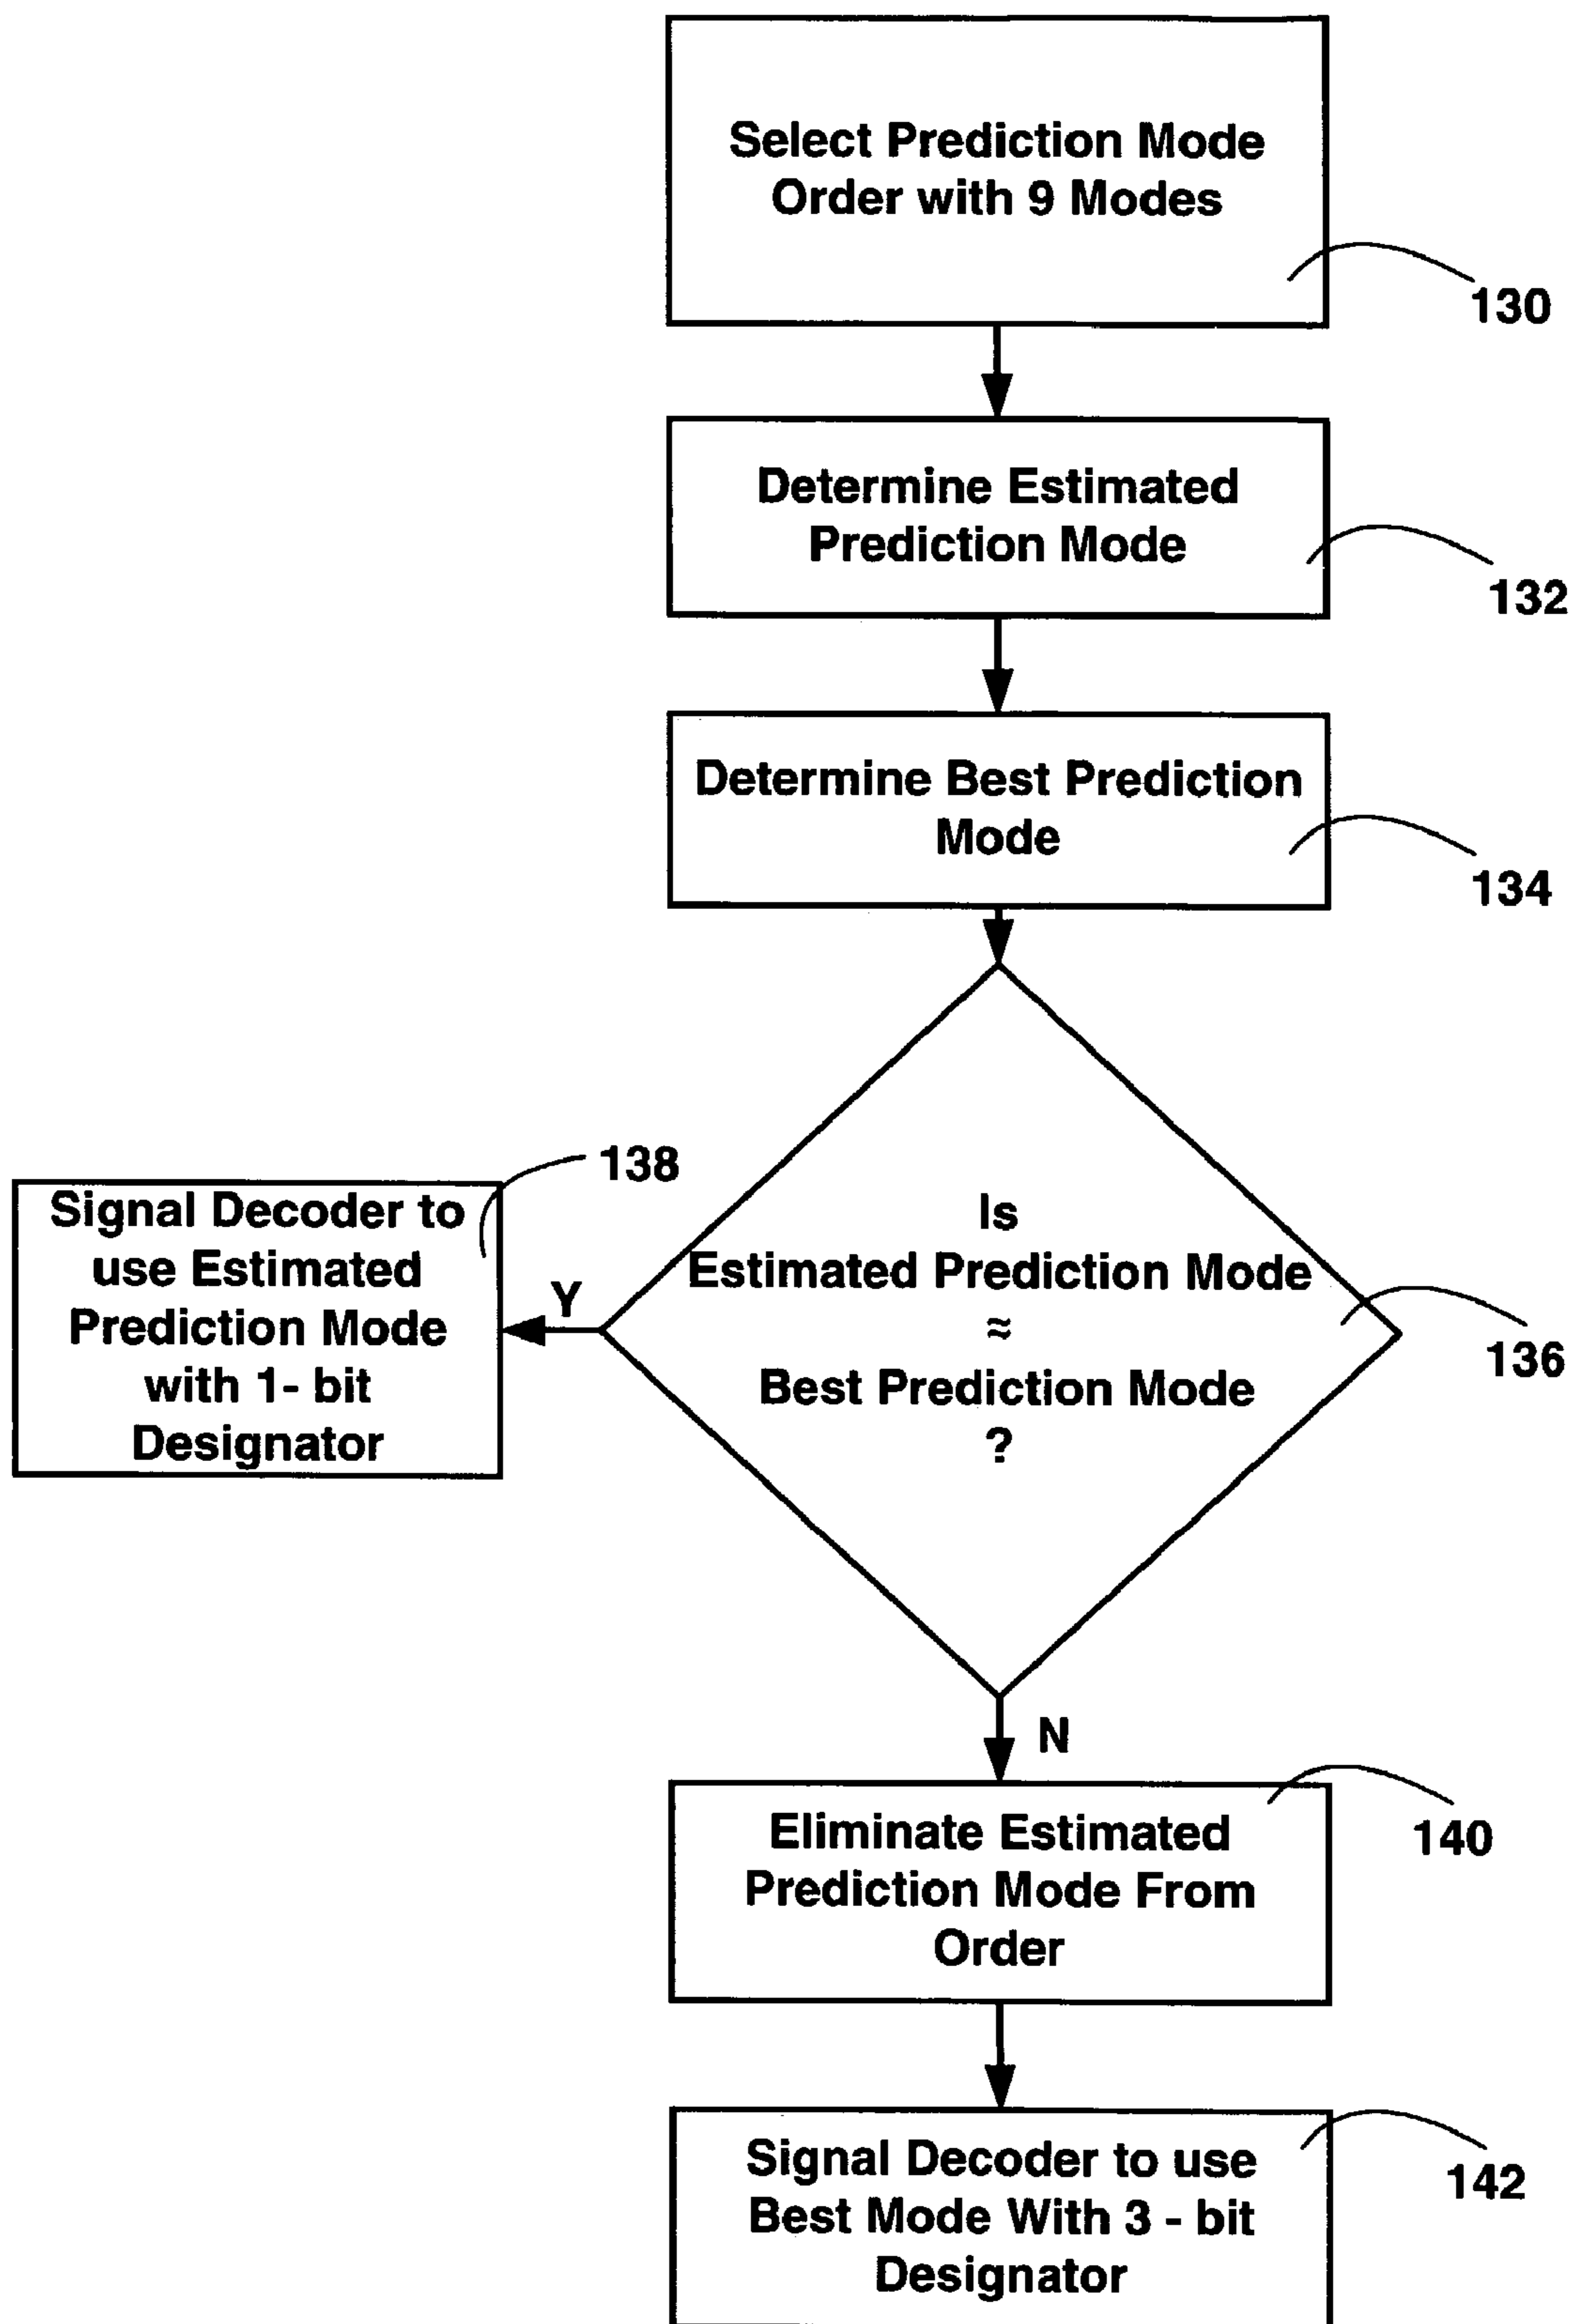 Select Prediction Mode
Order with 9 Modes
130
Determine Estimated
Prediction Mode
132
Determine Best Prediction
Mode
134
Is
Estimated Prediction Mode
≈
Best Prediction Mode
?
136
Y
138
Signal Decoder to
use Estimated
Prediction Mode
with 1- bit
Designator
N
Eliminate Estimated
Prediction Mode From
Order
140
Signal Decoder to use
Best Mode With 3 - bit
Designator
142